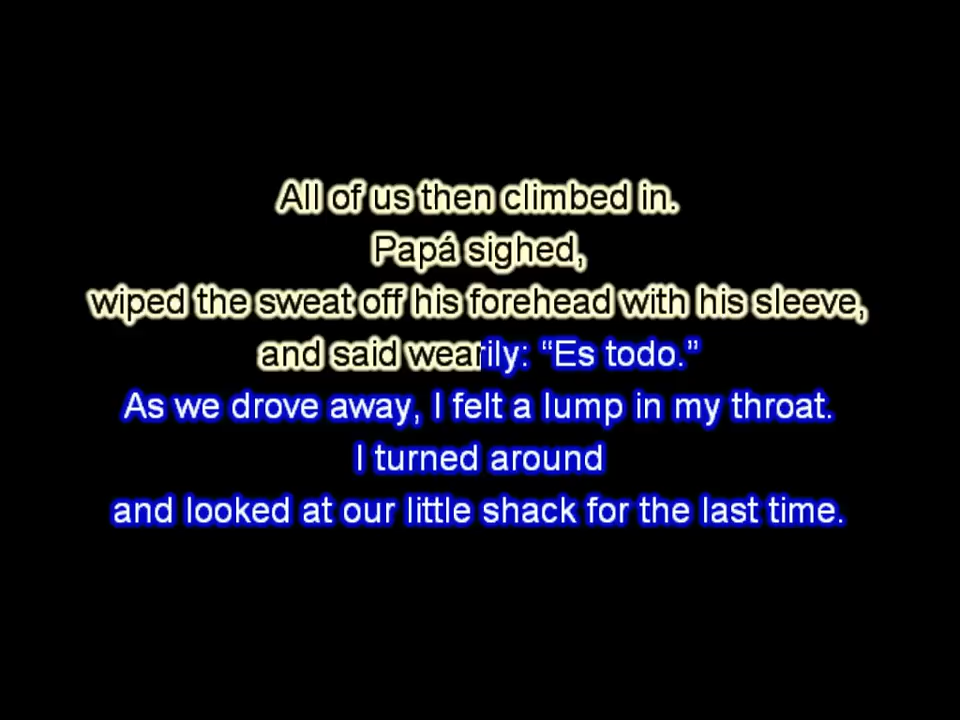 All of us then climbed in.
Papá sighed,
wiped the sweat off his forehead with his sleeve,
and said wearily: “Es todo.”
As we drove away, I felt a lump in my throat.
I turned around
and looked at our little shack for the last time.